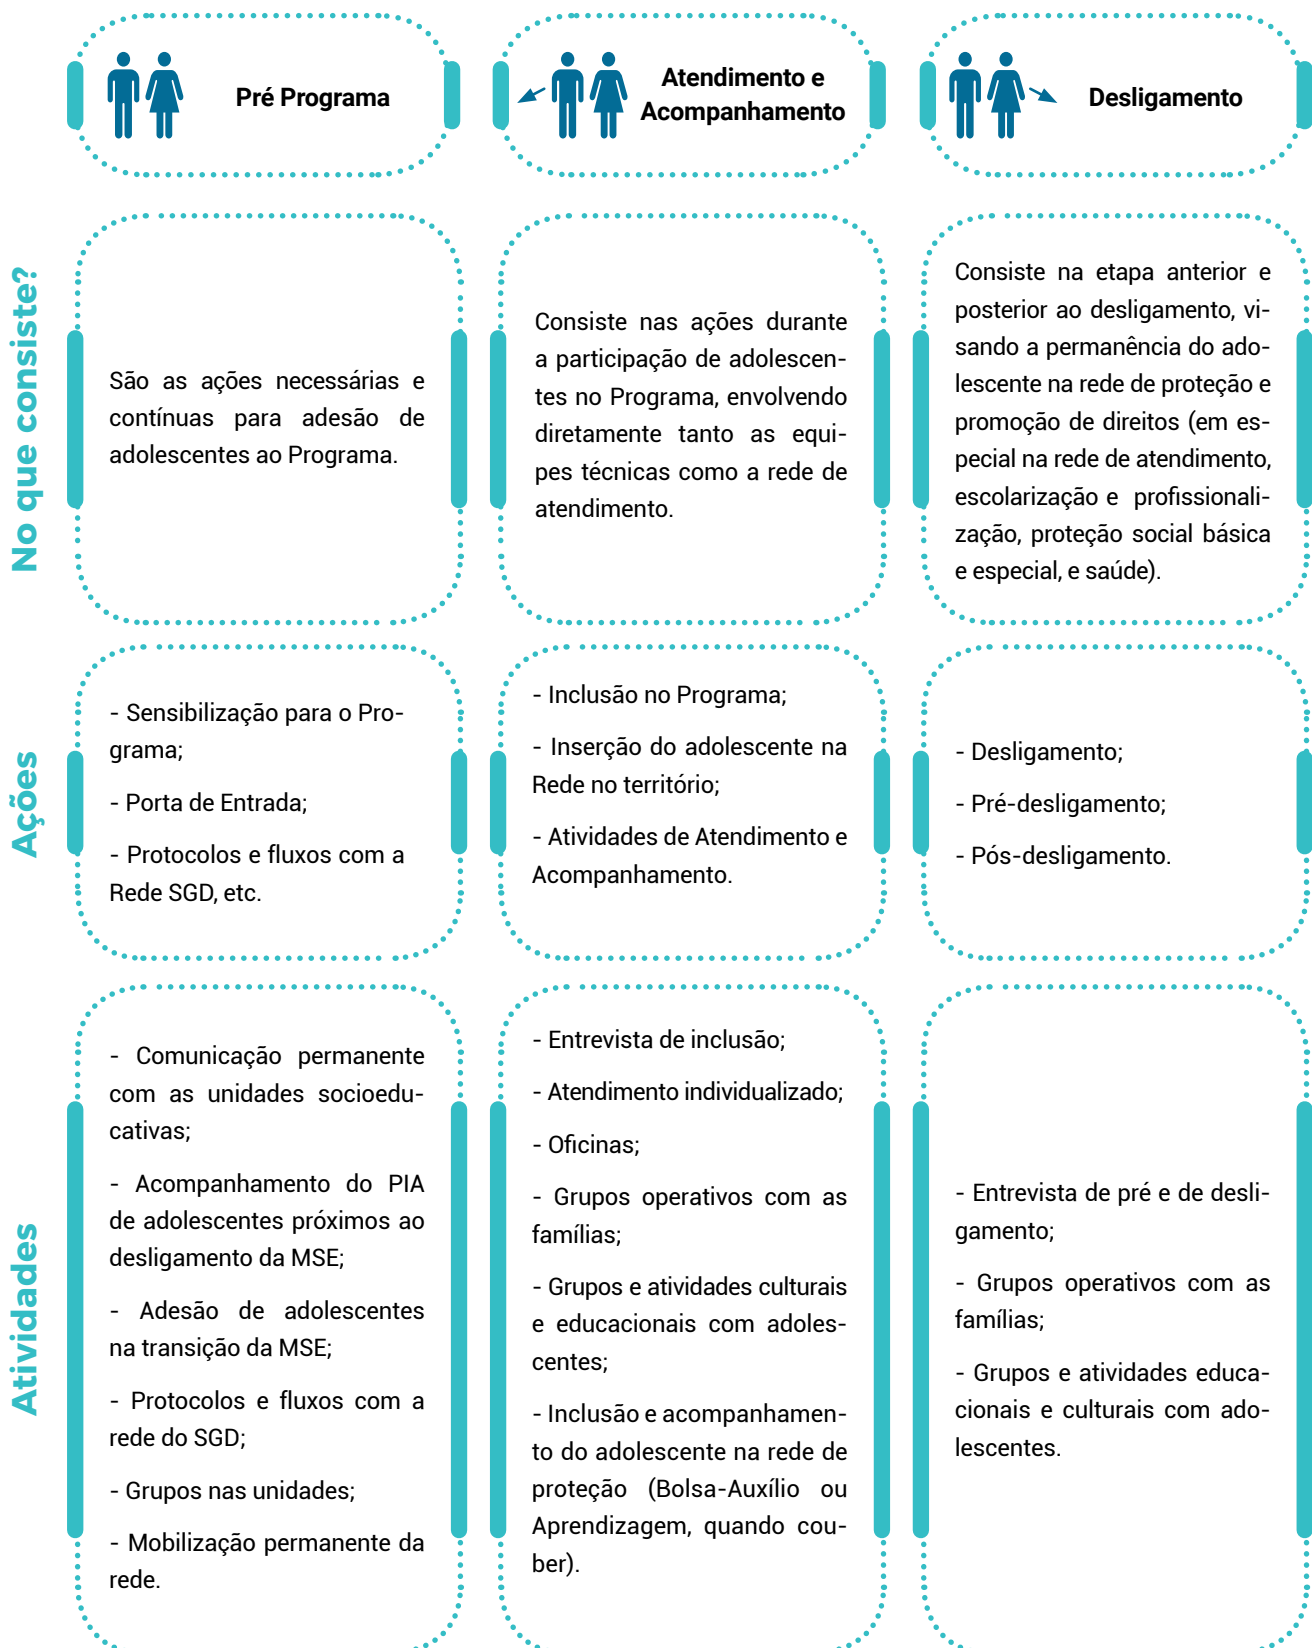 Pré Programa
Atendimento e
Acompanhamento
Desligamento
No que consiste?
São as ações necessárias e
contínuas para adesão de
adolescentes ao Programa.
Consiste nas ações durante
a participação de adolescen-
tes no Programa, envolvendo
diretamente tanto as equi-
pes técnicas como a rede de
atendimento.
Consiste na etapa anterior e
posterior ao desligamento, vi-
sando a permanência do ado-
lescente na rede de proteção e
promoção de direitos (em es-
pecial na rede de atendimento,
escolarização e profissionali-
zação, proteção social básica
e especial, e saúde).
Ações
- Sensibilização para o Pro-
grama;
- Porta de Entrada;
- Protocolos e fluxos com a
Rede SGD, etc.
- Inclusão no Programa;
- Inserção do adolescente na
Rede no território;
- Atividades de Atendimento e
Acompanhamento.
- Desligamento;
- Pré-desligamento;
- Pós-desligamento.
Atividades
- Comunicação permanente
com as unidades socioedu-
cativas;
- Acompanhamento do PIA
de adolescentes próximos ao
desligamento da MSE;
- Adesão de adolescentes
na transição da MSE;
- Protocolos e fluxos com a
rede do SGD;
- Grupos nas unidades;
- Mobilização permanente da
rede.
- Entrevista de inclusão;
- Atendimento individualizado;
- Oficinas;
- Grupos operativos com as
famílias;
- Grupos e atividades culturais
e educacionais com adoles-
centes;
- Inclusão e acompanhamen-
to do adolescente na rede de
proteção (Bolsa-Auxílio ou
Aprendizagem, quando cou-
ber).
- Entrevista de pré e de desli-
gamento;
- Grupos operativos com as
famílias;
- Grupos e atividades educa-
cionais e culturais com ado-
lescentes.